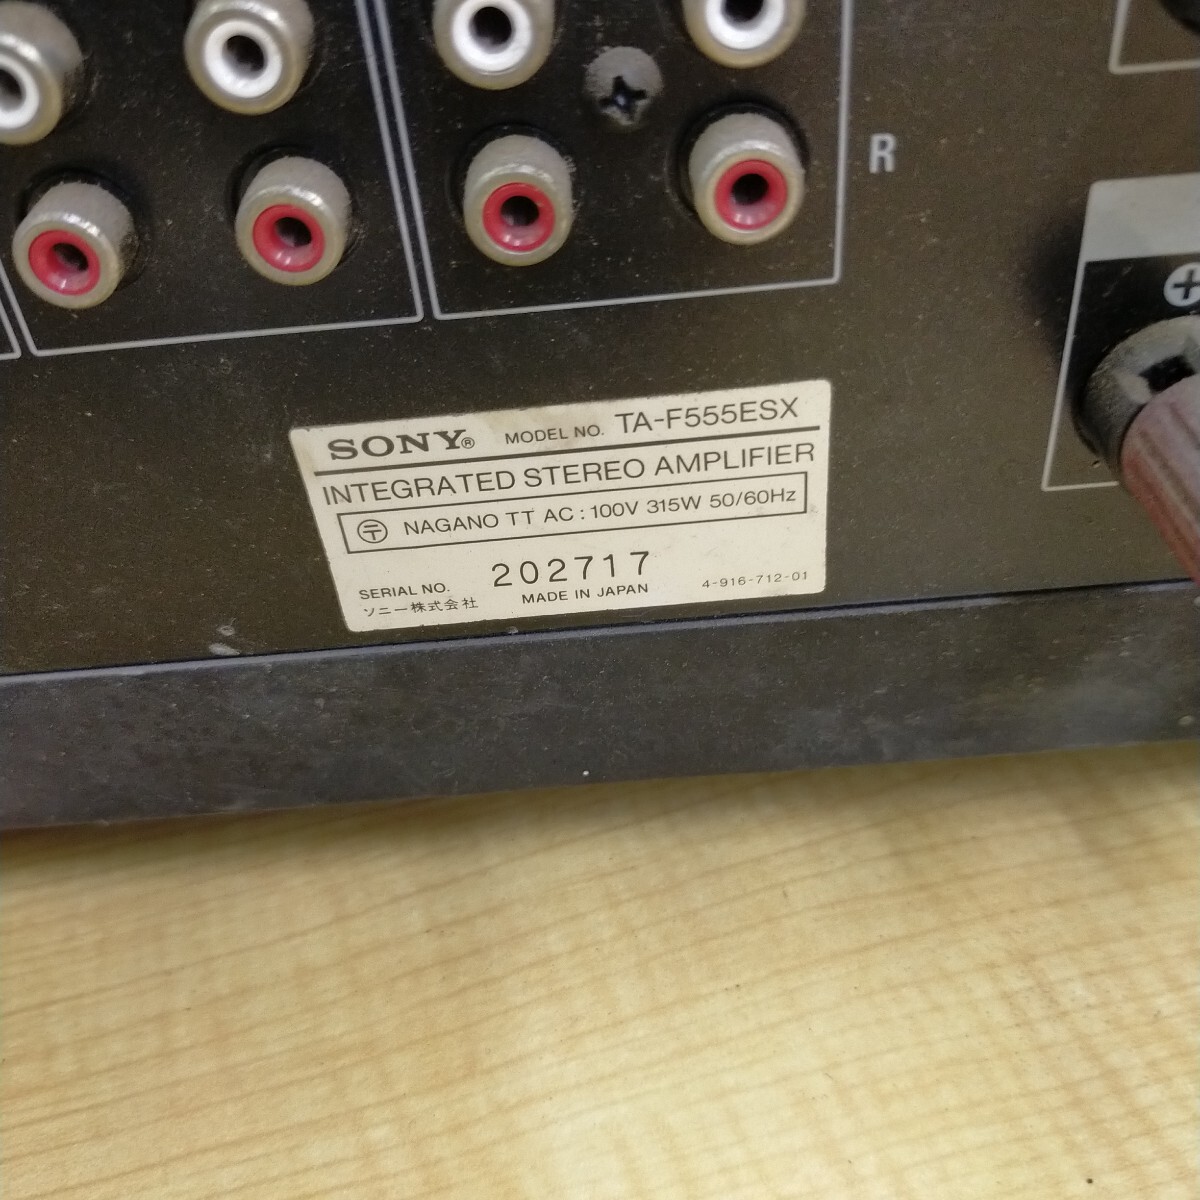 R
SONY® MODEL NO. TA-F555ESX
INTEGRATED STEREO AMPLIFIER
〶 NAGANO TT AC : 100V 315W 50/60Hz
SERIAL NO. 202717
ソニー株式会社 MADE IN JAPAN 4-916-712-01